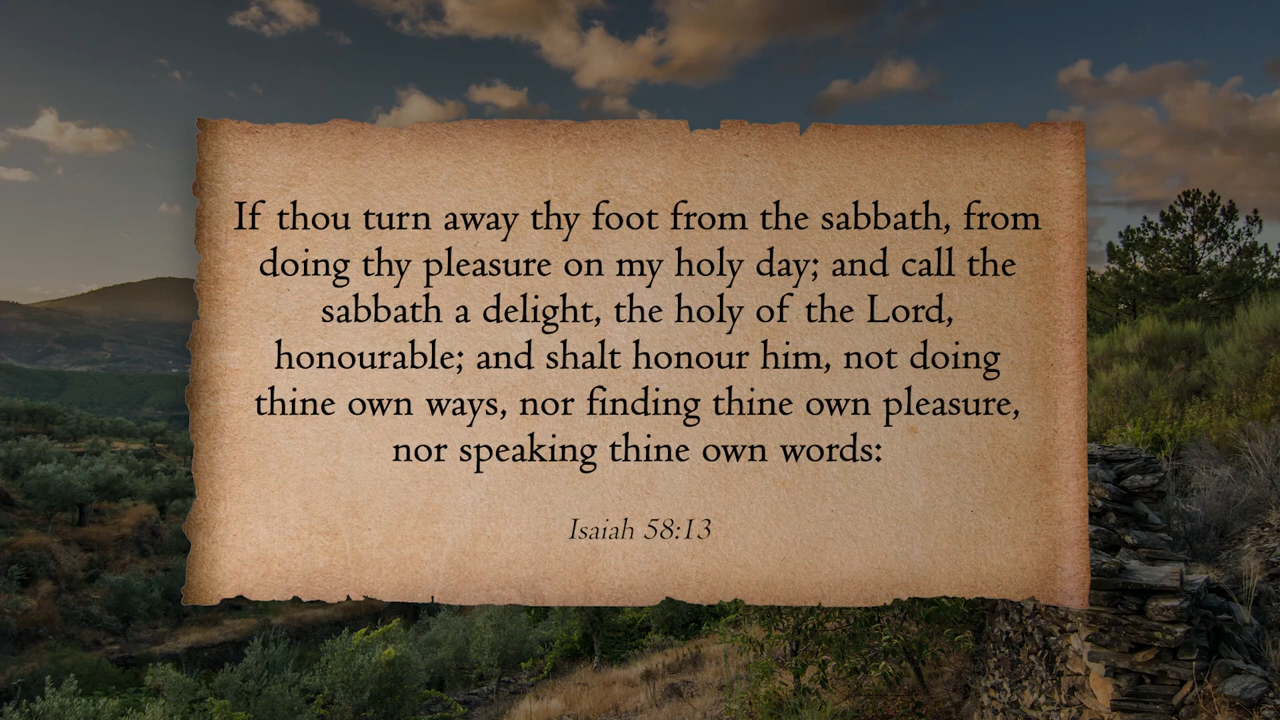 If thou turn away thy foot from the sabbath, from
doing thy pleasure on my holy day; and call the
sabbath a delight, the holy of the Lord,
honourable; and shalt honour him, not doing
thine own ways, nor finding thine own pleasure,
nor speaking thine own words:
Isaiah 58:13